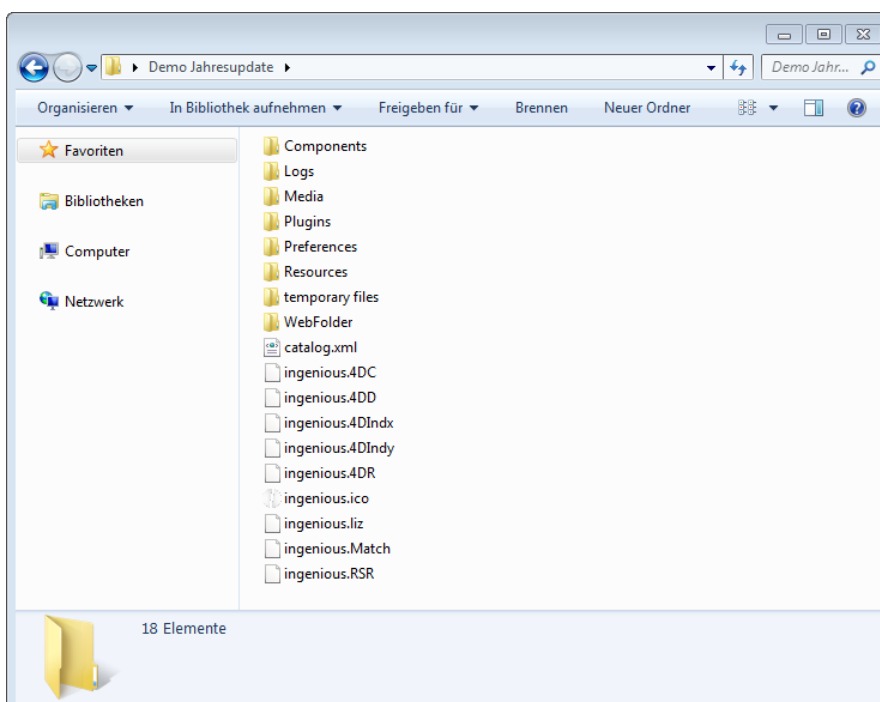 Demo Jahresupdate
Demo Jahr...
Organisieren
In Bibliothek aufnehmen
Freigeben für
Brennen
Neuer Ordner
Favoriten
Bibliotheken
Computer
Netzwerk
Components
Logs
Media
Plugins
Preferences
Resources
temporary files
WebFolder
catalog.xml
ingenious.4DC
ingenious.4DD
ingenious.4DIndx
ingenious.4DIndy
ingenious.4DR
ingenious.ico
ingenious.liz
ingenious.Match
ingenious.RSR
18 Elemente